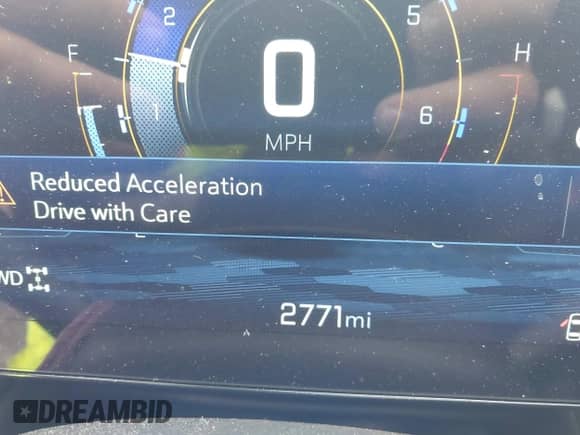 2
5
F
H
0
1
6
MPH
Reduced Acceleration
Drive with Care
WD
2771mi
DREAMBID